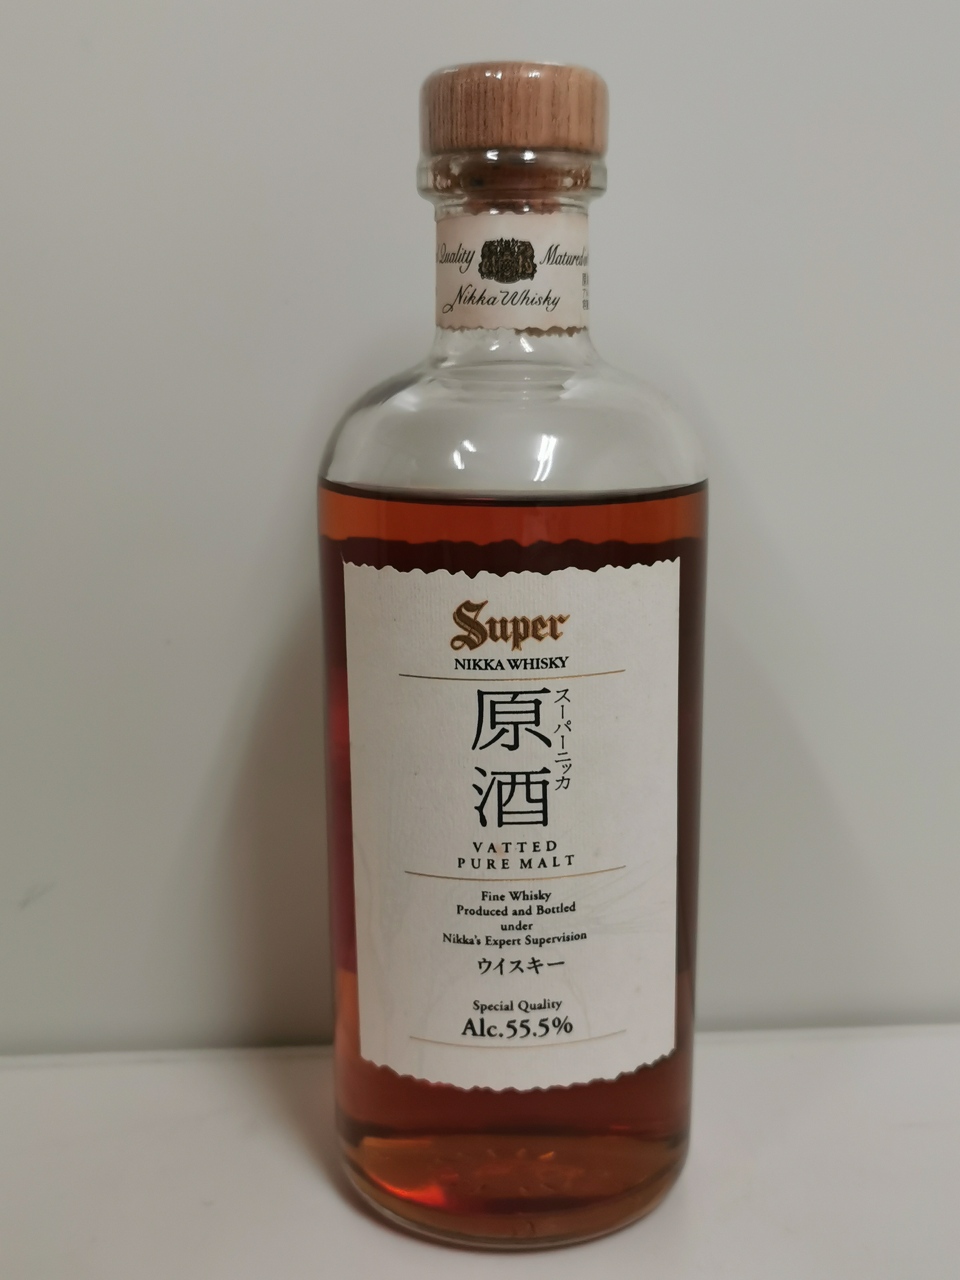 Quality Matured
Nikka Whisky
Super
NIKKA WHISKY
原酒
スーパーニッカ
VATTED
PURE MALT
Fine Whisky
Produced and Bottled
under
Nikka's Expert Supervision
ウイスキー
Special Quality
Alc.55.5%